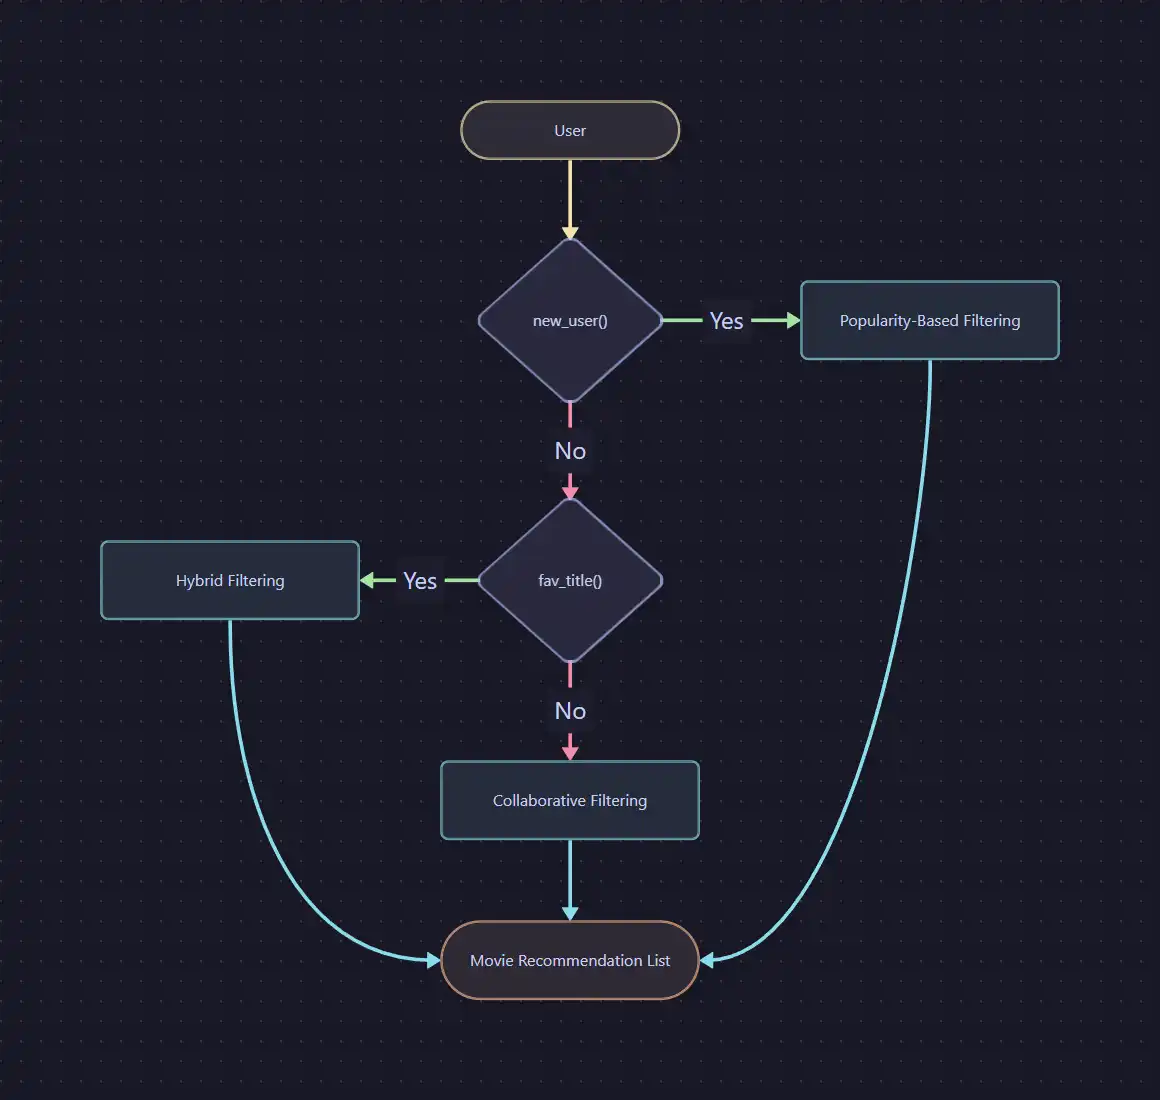 User
new_user()
Yes
Popularity-Based Filtering
No
Hybrid Filtering
Yes
fav_title()
No
Collaborative Filtering
Movie Recommendation List